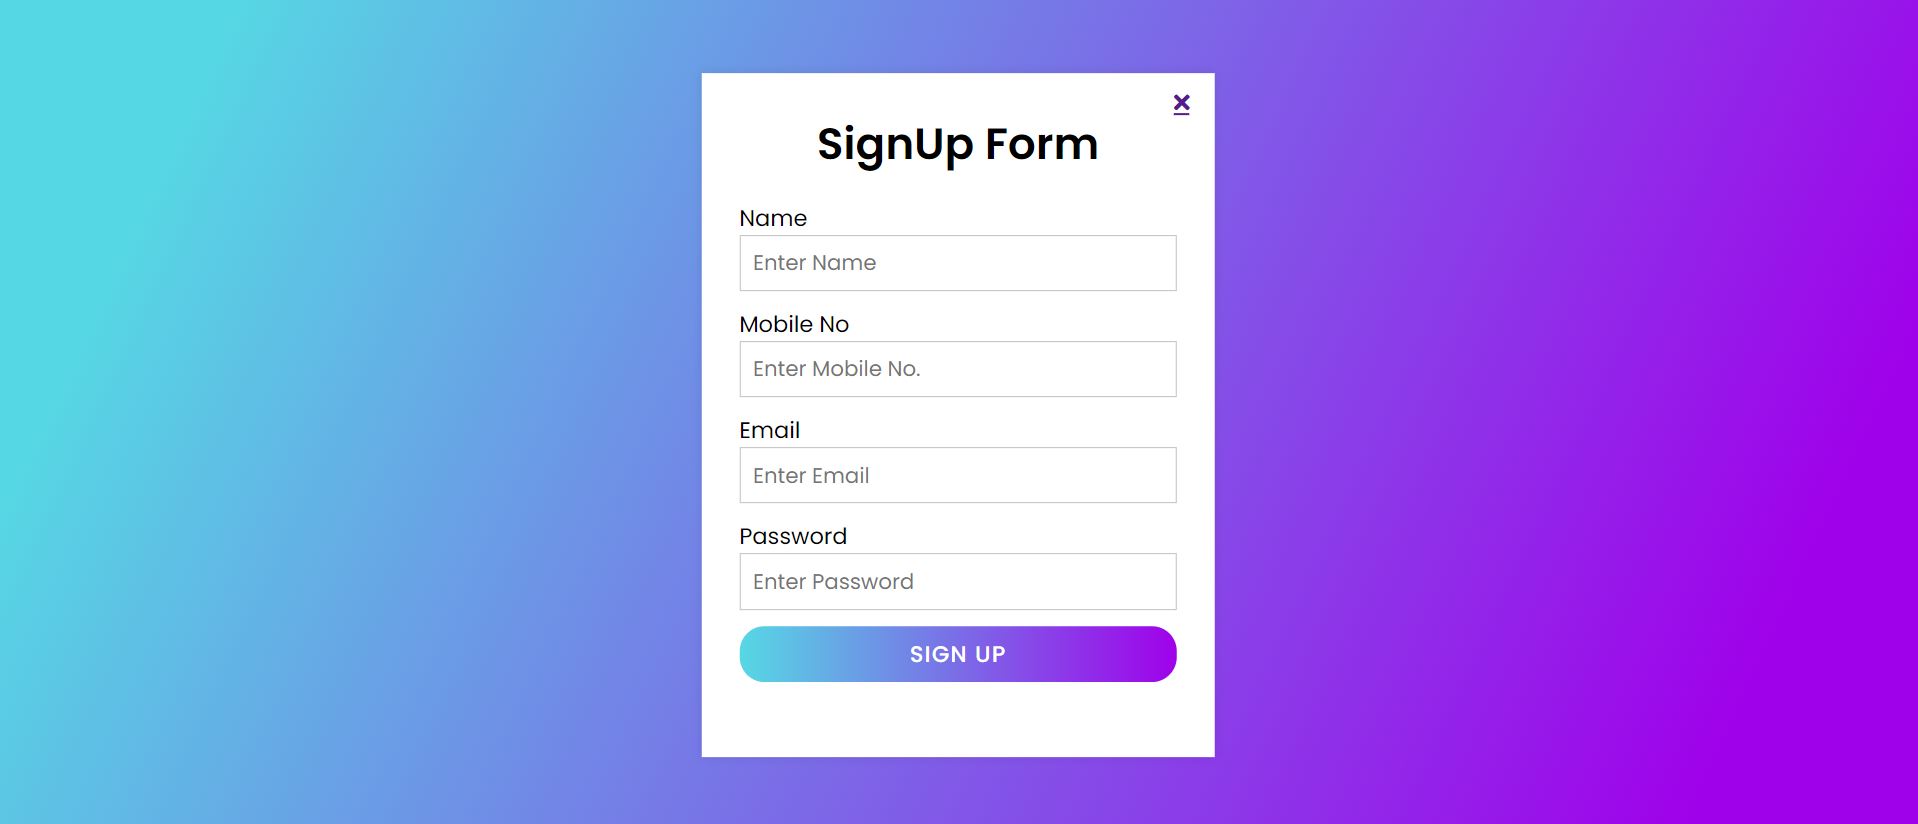 SignUp Form
Name
Enter Name
Mobile No
Enter Mobile No.
Email
Enter Email
Password
Enter Password
SIGN UP